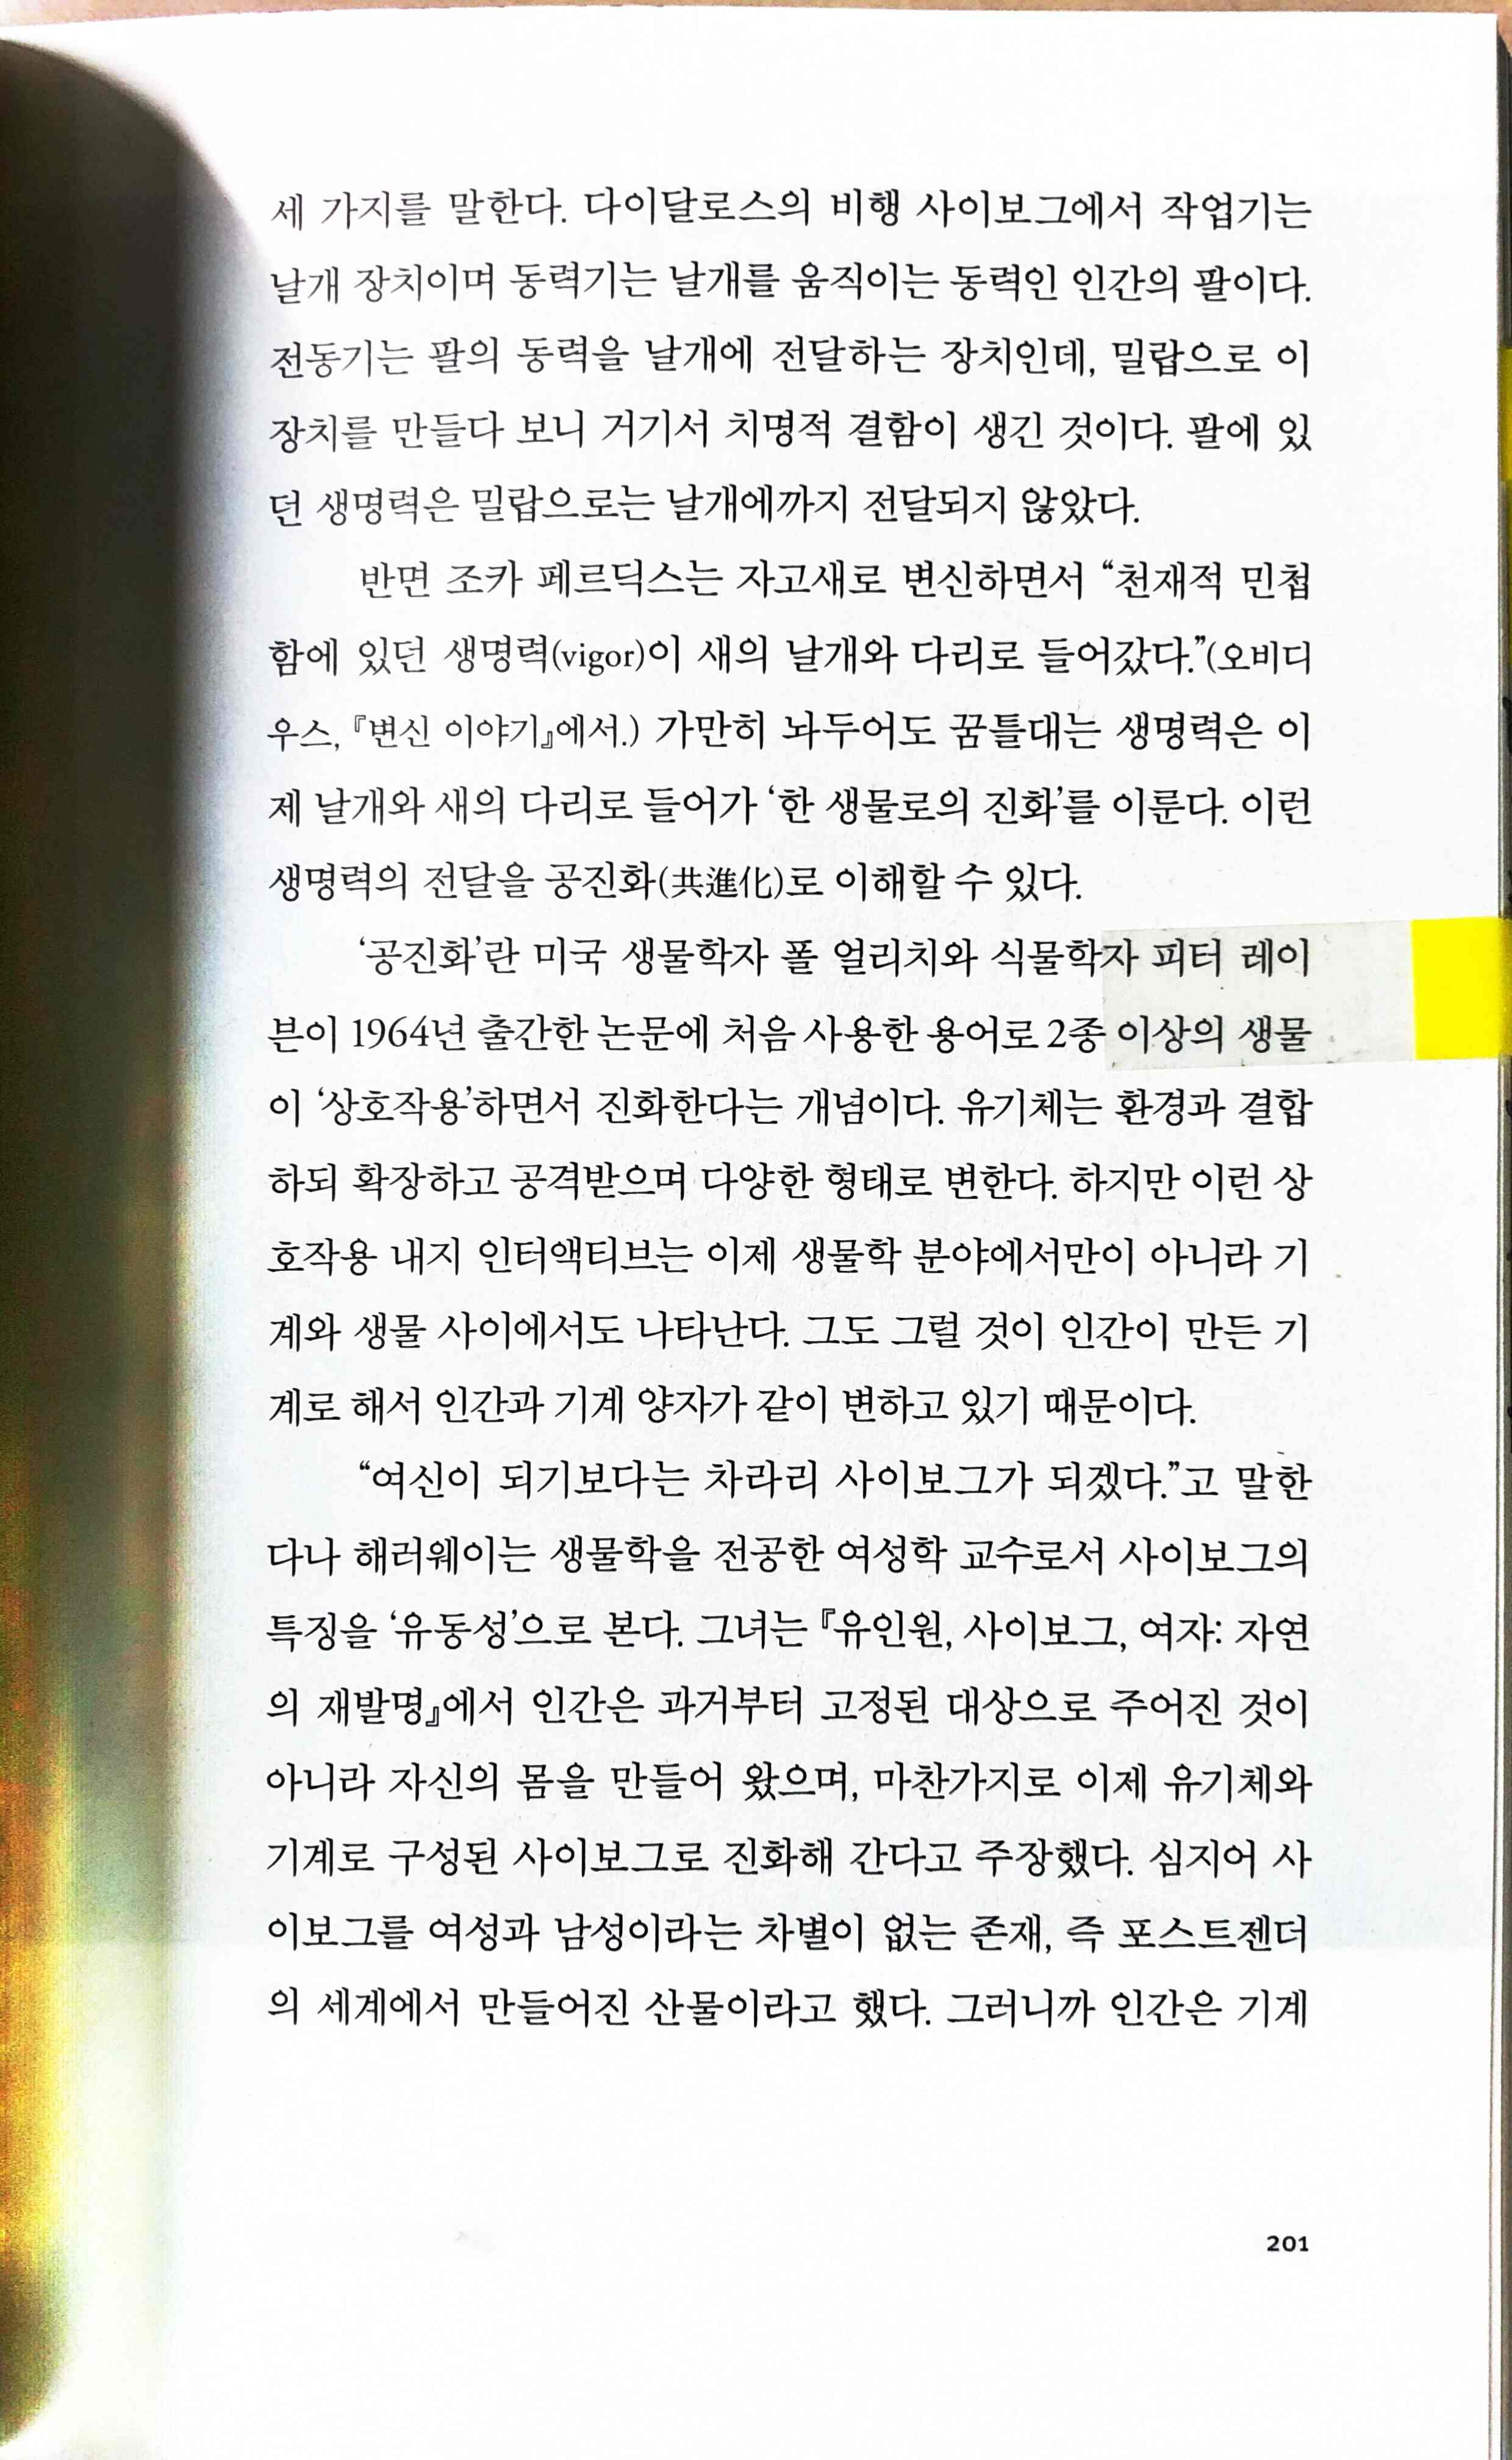 세 가지를 말한다. 다이달로스의 비행 사이보그에서 작업기는
날개 장치이며 동력기는 날개를 움직이는 동력인 인간의 팔이다.
전동기는 팔의 동력을 날개에 전달하는 장치인데, 밀랍으로 이
장치를 만들다 보니 거기서 치명적 결함이 생긴 것이다. 팔에 있
던 생명력은 밀랍으로는 날개에까지 전달되지 않았다.
반면 조카 페르딕스는 자고새로 변신하면서 “천재적 민첩
함에 있던 생명력(vigor)이 새의 날개와 다리로 들어갔다.”(오비디
우스, 『변신 이야기』에서.) 가만히 놔두어도 꿈틀대는 생명력은 이
제 날개와 새의 다리로 들어가 ‘한 생물로의 진화’를 이룬다. 이런
생명력의 전달을 공진화(共進化)로 이해할 수 있다.
‘공진화’란 미국 생물학자 폴 얼리치와 식물학자 피터 레이
븐이 1964년 출간한 논문에 처음 사용한 용어로 2종 이상의 생물
이 ‘상호작용’하면서 진화한다는 개념이다. 유기체는 환경과 결합
하되 확장하고 공격받으며 다양한 형태로 변한다. 하지만 이런 상
호작용 내지 인터액티브는 이제 생물학 분야에서만이 아니라 기
계와 생물 사이에서도 나타난다. 그도 그럴 것이 인간이 만든 기
계로 해서 인간과 기계 양자가 같이 변하고 있기 때문이다.
“여신이 되기보다는 차라리 사이보그가 되겠다.”고 말한
다나 해러웨이는 생물학을 전공한 여성학 교수로서 사이보그의
특징을 ‘유동성’으로 본다. 그녀는 『유인원, 사이보그, 여자: 자연
의 재발명』에서 인간은 과거부터 고정된 대상으로 주어진 것이
아니라 자신의 몸을 만들어 왔으며, 마찬가지로 이제 유기체와
기계로 구성된 사이보그로 진화해 간다고 주장했다. 심지어 사
이보그를 여성과 남성이라는 차별이 없는 존재, 즉 포스트젠더
의 세계에서 만들어진 산물이라고 했다. 그러니까 인간은 기계
201